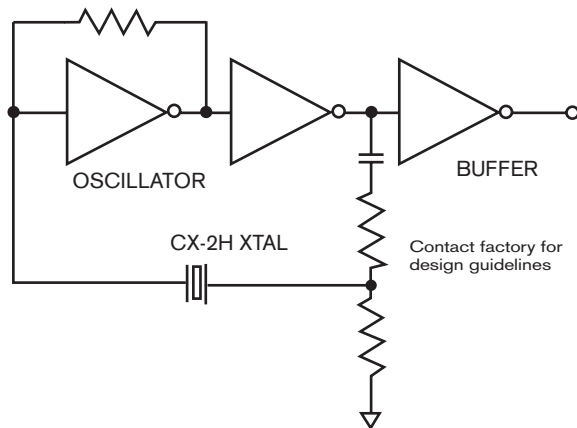 OSCILLATOR
BUFFER
CX-2H XTAL
Contact factory for
design guidelines